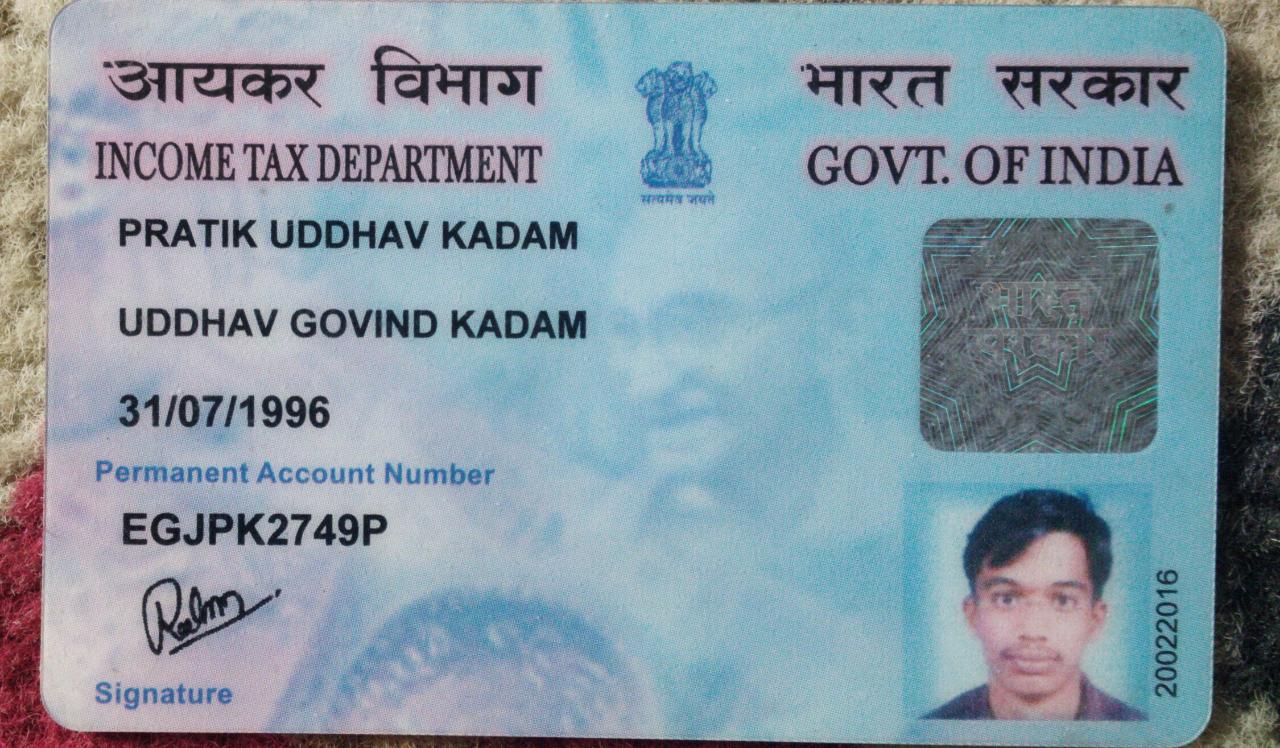 आयकर विभाग
INCOME TAX DEPARTMENT
सत्यमेव जयते
भारत सरकार
GOVT. OF INDIA
PRATIK UDDHAV KADAM
UDDHAV GOVIND KADAM
31/07/1996
Permanent Account Number
EGJPK2749P
Signature
भारत
20022016